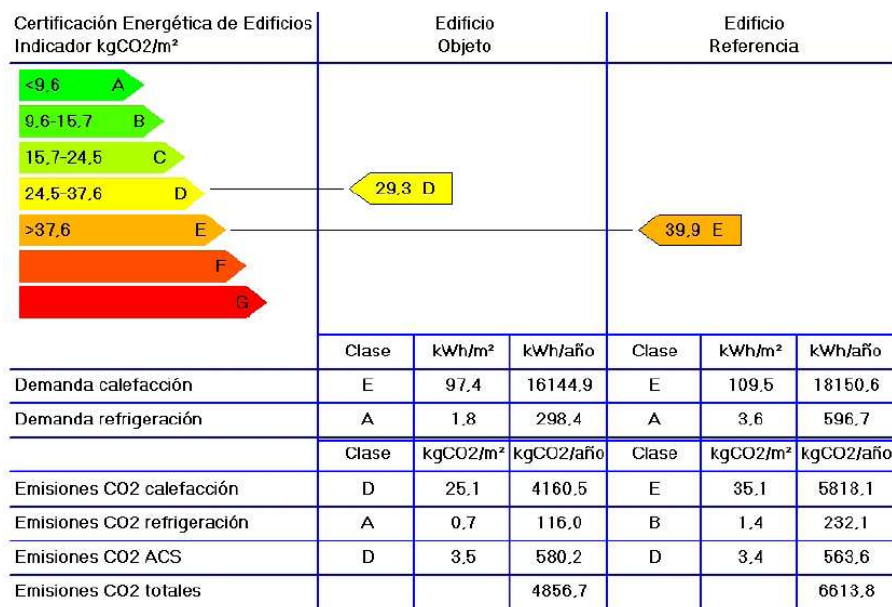 Certificación Energética de Edificios
Indicador kgCO2/m²
Edificio
Objeto
Edificio
Referencia
<9,6 A
9,6-15,7 B
15,7-24,5 C
24,5-37,6 D
29,3 D
>37,6 E
39,9 E
F
G
Clase kWh/m² kWh/año Clase kWh/m² kWh/año
Demanda calefacción E 97,4 16144,9 E 109,5 18150,6
Demanda refrigeración A 1,8 298,4 A 3,6 596,7
Clase kgCO2/m² kgCO2/año Clase kgCO2/m² kgCO2/año
Emisiones CO2 calefacción D 25,1 4160,5 E 35,1 5818,1
Emisiones CO2 refrigeración A 0,7 116,0 B 1,4 232,1
Emisiones CO2 ACS D 3,5 580,2 D 3,4 563,6
Emisiones CO2 totales 4856,7 6613,8